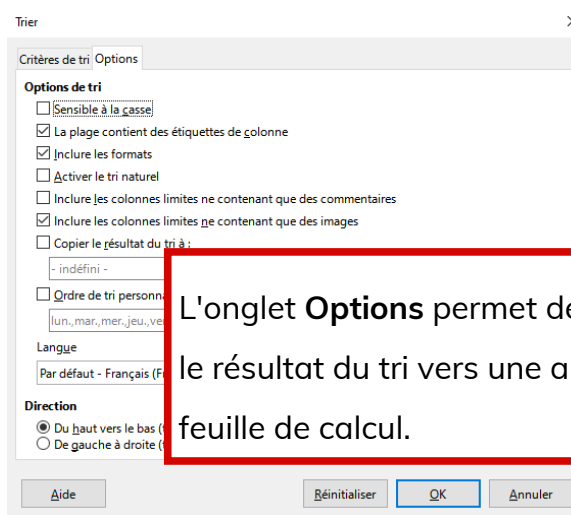 Trier
Critères de tri Options
Options de tri
Sensible à la casse
La plage contient des étiquettes de colonne
Inclure les formats
Activer le tri naturel
Inclure les colonnes limites ne contenant que des commentaires
Inclure les colonnes limites ne contenant que des images
Copier le résultat du tri à :
- indéfini -
Ordre de tri
lun.,mar.,mer.,jeu.,
Langue
Par défaut - Français
Direction
Du haut vers le bas
De gauche à droite
L'onglet Options permet
le résultat du tri vers une
feuille de calcul.
Aide
Réinitialiser
OK
Annuler